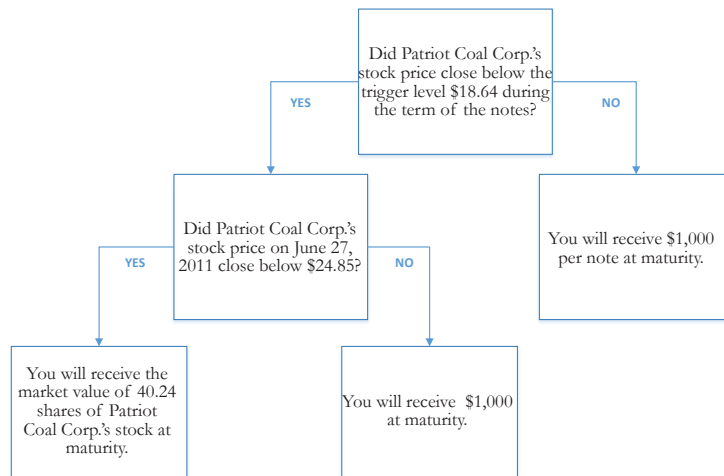 Did Patriot Coal Corp.'s
stock price close below the
trigger level $18.64 during
the term of the notes?
YES
NO
Did Patriot Coal Corp.'s
stock price on June 27,
2011 close below $24.85?
You will receive $1,000
per note at maturity.
YES
NO
You will receive the
market value of 40.24
shares of Patriot
Coal Corp.'s stock at
maturity.
You will receive $1,000
at maturity.